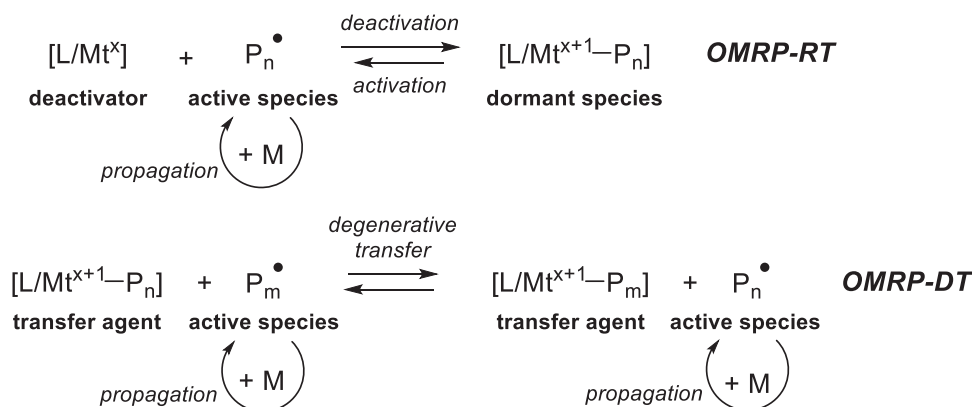 deactivation
[L/Mtˣ] + Pₙ• [L/Mtˣ⁺¹—Pₙ] OMRP-RT
activation
deactivator active species dormant species
propagation + M
degenerative
transfer
[L/Mtˣ⁺¹—Pₙ] + Pₘ• [L/Mtˣ⁺¹—Pₘ] + Pₙ• OMRP-DT
transfer agent active species transfer agent active species
propagation + M propagation + M